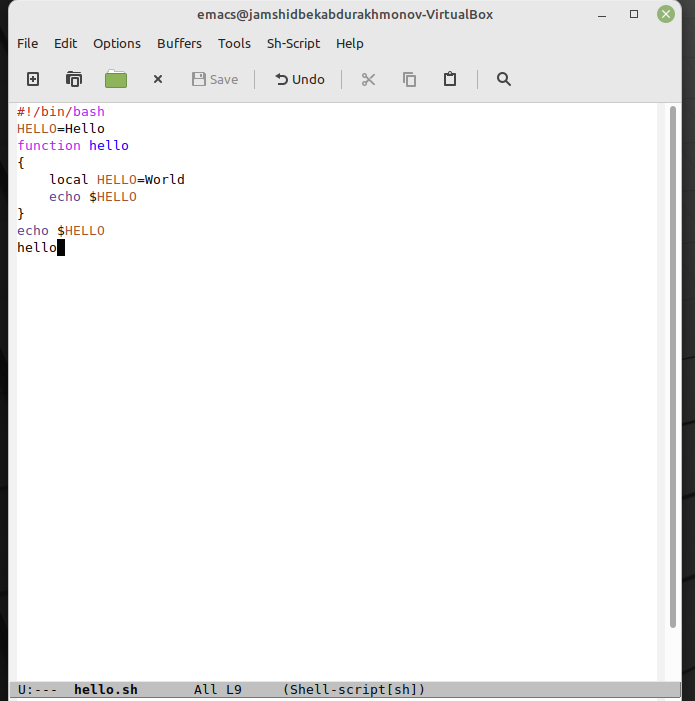 emacs@jamshidbekabdurakhmonov-VirtualBox
File Edit Options Buffers Tools Sh-Script Help
Save Undo
#!/bin/bash
HELLO=Hello
function hello
{
    local HELLO=World
    echo $HELLO
}
echo $HELLO
hello
U:--- hello.sh All L9 (Shell-script[sh])